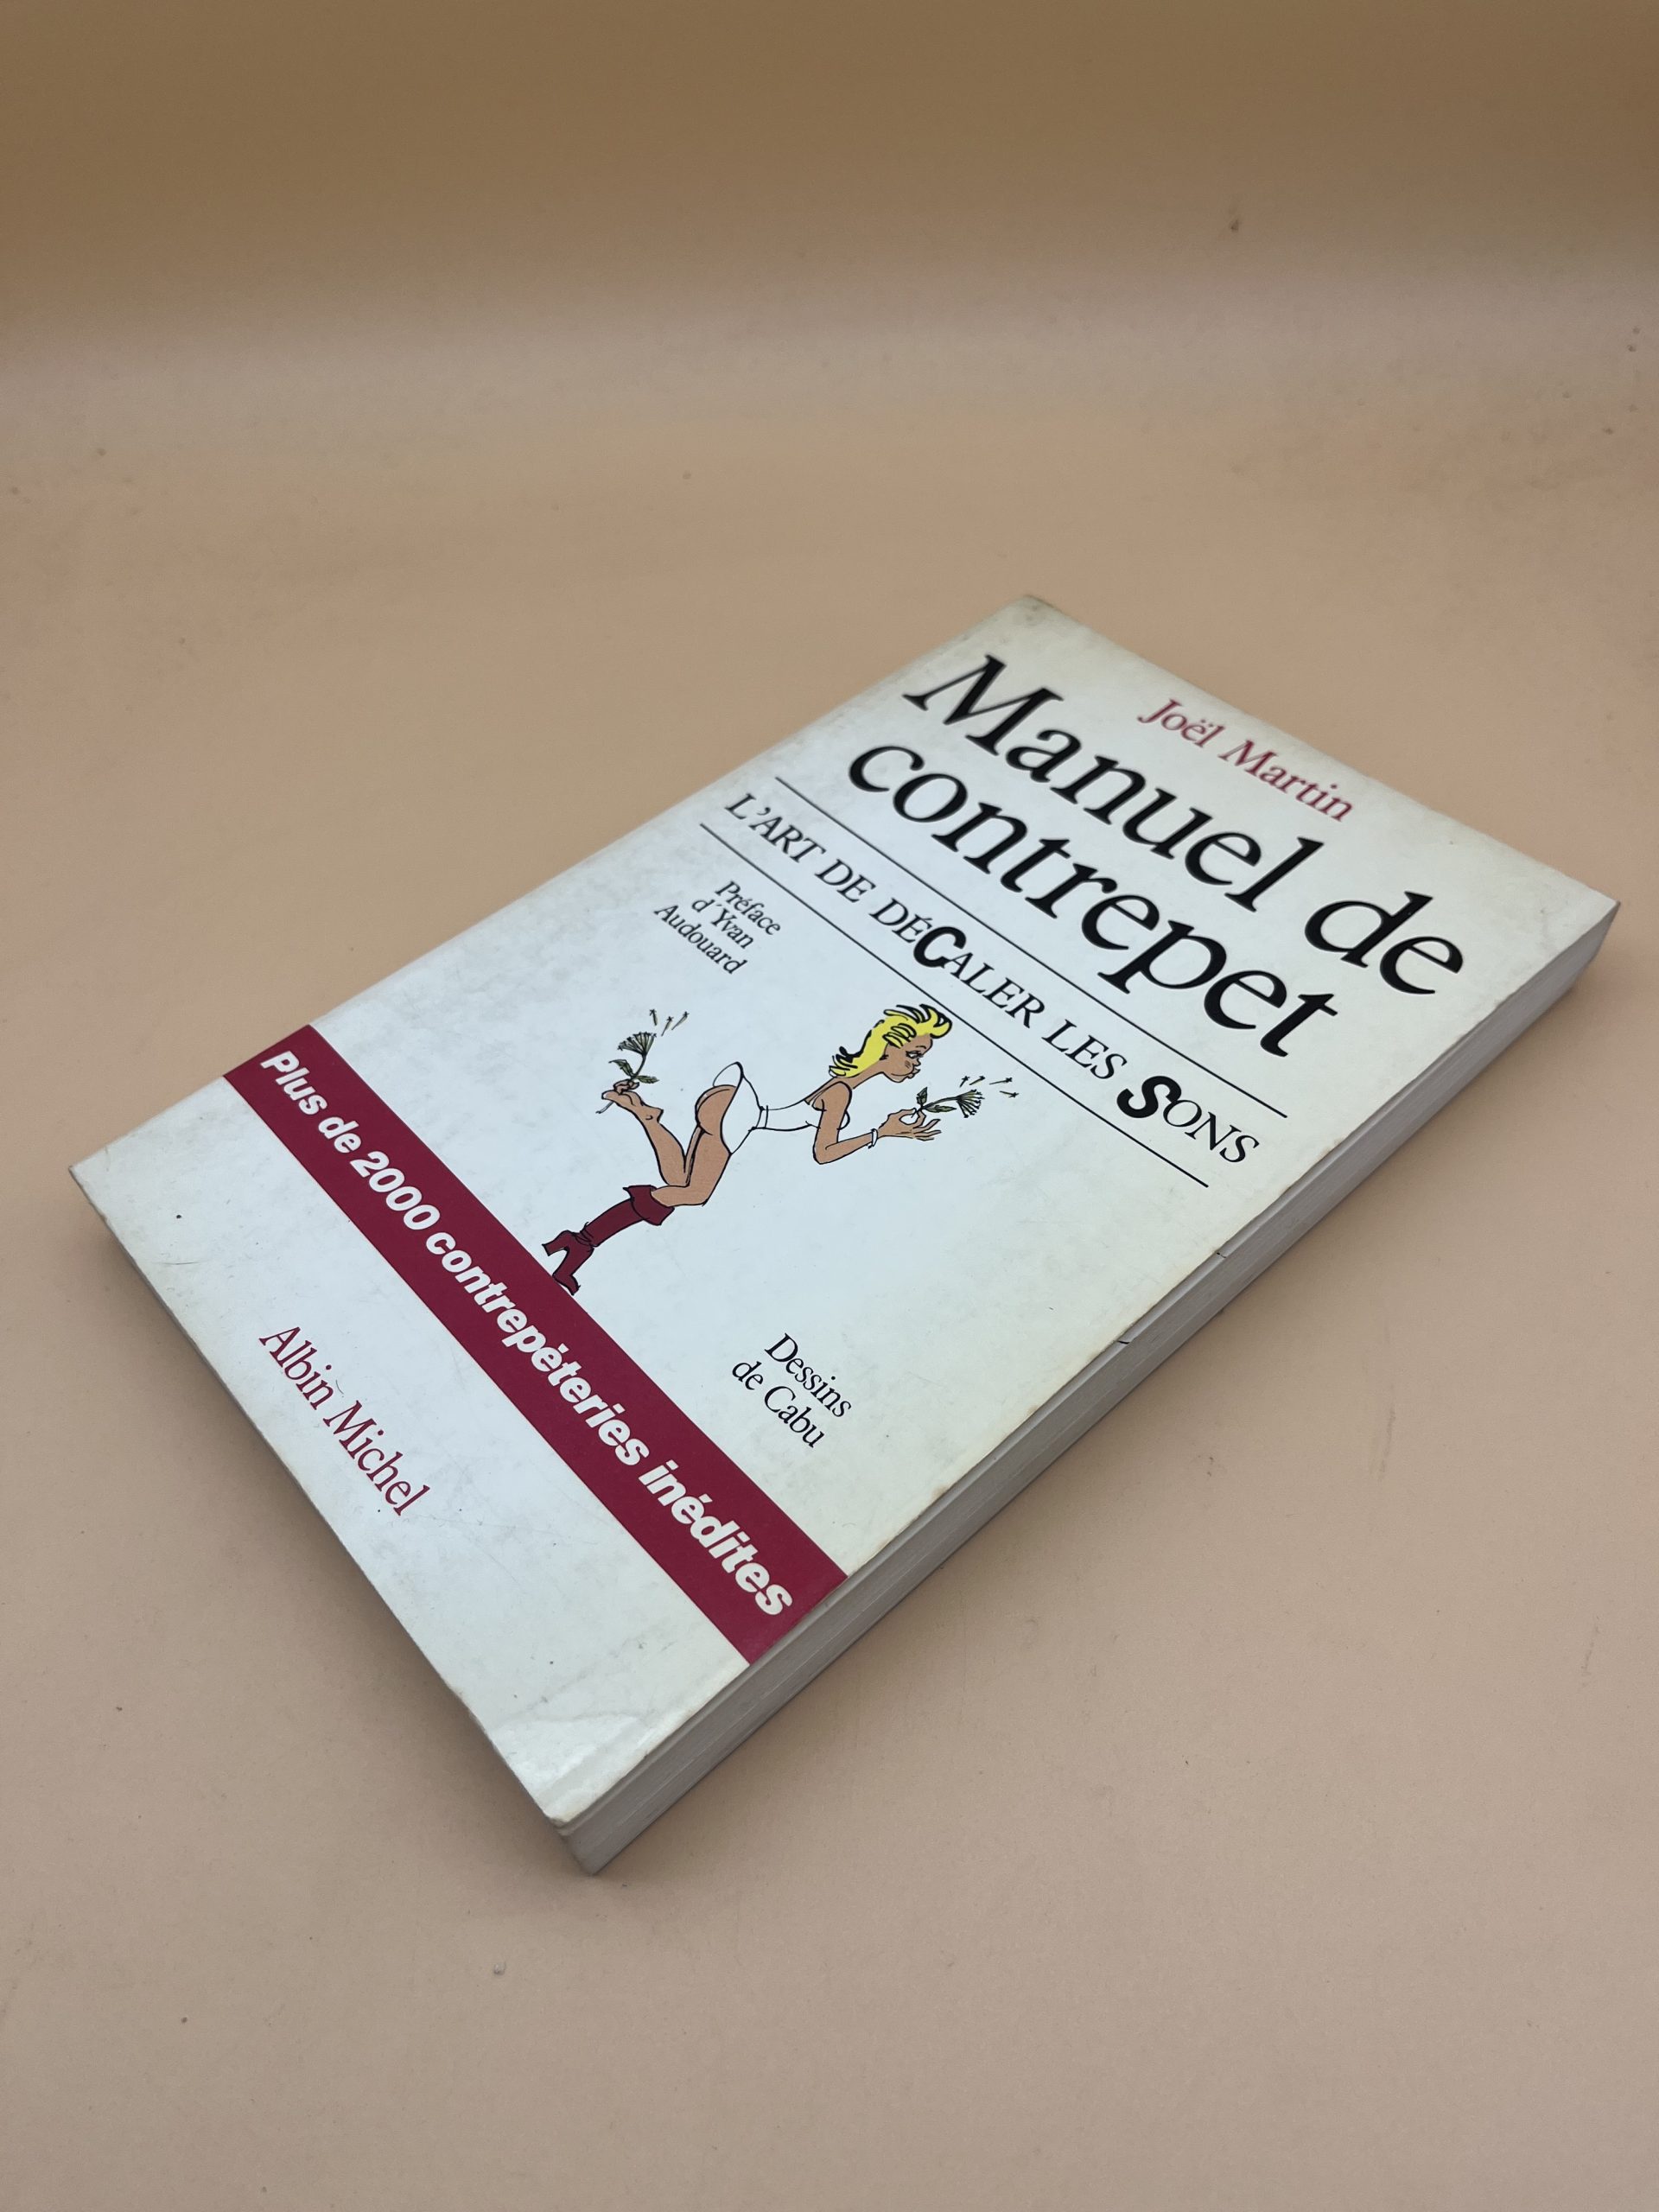 Joël Martin
Manuel de
contrepet
L'ART DE DÉCALER LES SONS
Préface
d'Yvan
Audouard
Dessins
de Cabu
Plus de 2000 contrepèteries inédites
Albin Michel